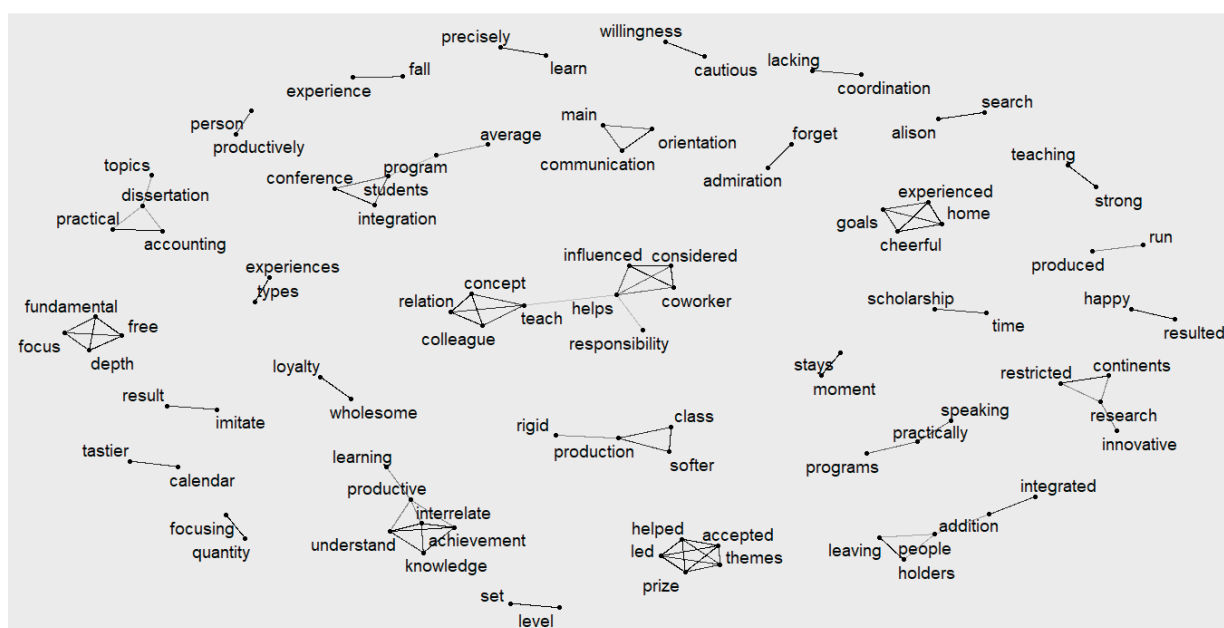 willingness
precisely
cautious
learn
lacking
fall
experience
coordination
search
main
person
alison
forget
average
orientation
productively
teaching
communication
program
topics
conference
admiration
students
dissertation
experienced
strong
practical
integration
goals
home
accounting
cheerful
run
influenced
considered
produced
experiences
concept
types
relation
scholarship
happy
fundamental
helps
coworker
teach
time
free
resulted
colleague
responsibility
focus
depth
stays
continents
loyalty
restricted
moment
result
wholesome
speaking
class
research
imitate
rigid
practically
innovative
tastier
production
learning
softer
programs
calendar
productive
integrated
interrelate
focusing
helped
accepted
addition
achievement
quantity
understand
led
leaving
people
themes
knowledge
holders
prize
set
level